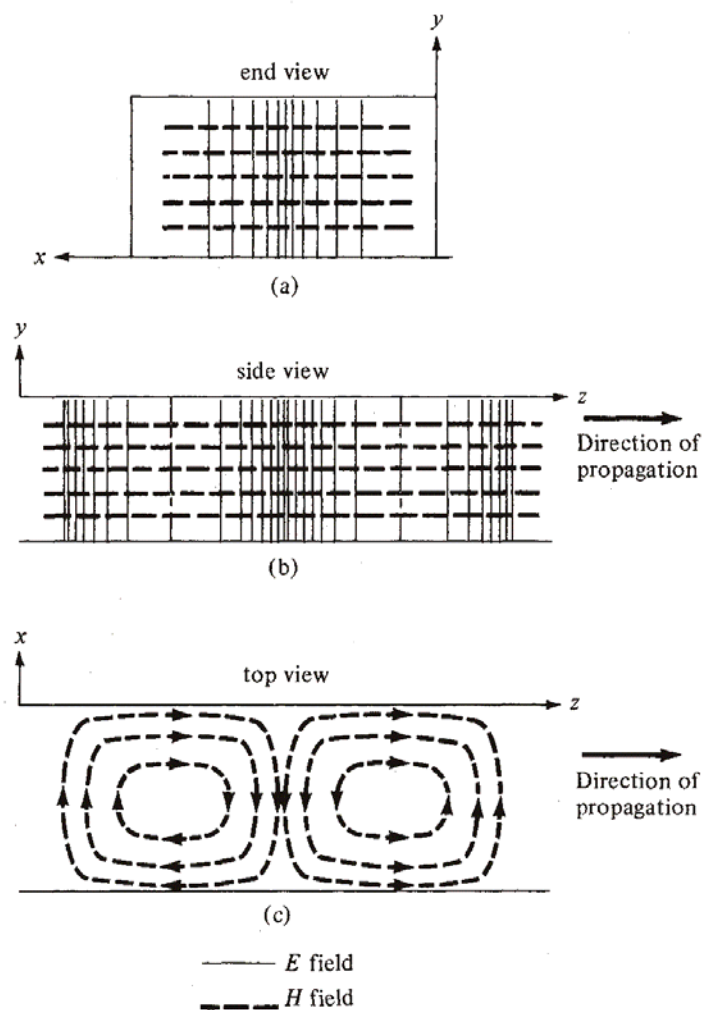 y
end view
x
(a)
y
side view
z
Direction of
propagation
(b)
x
top view
z
Direction of
propagation
(c)
E field
H field